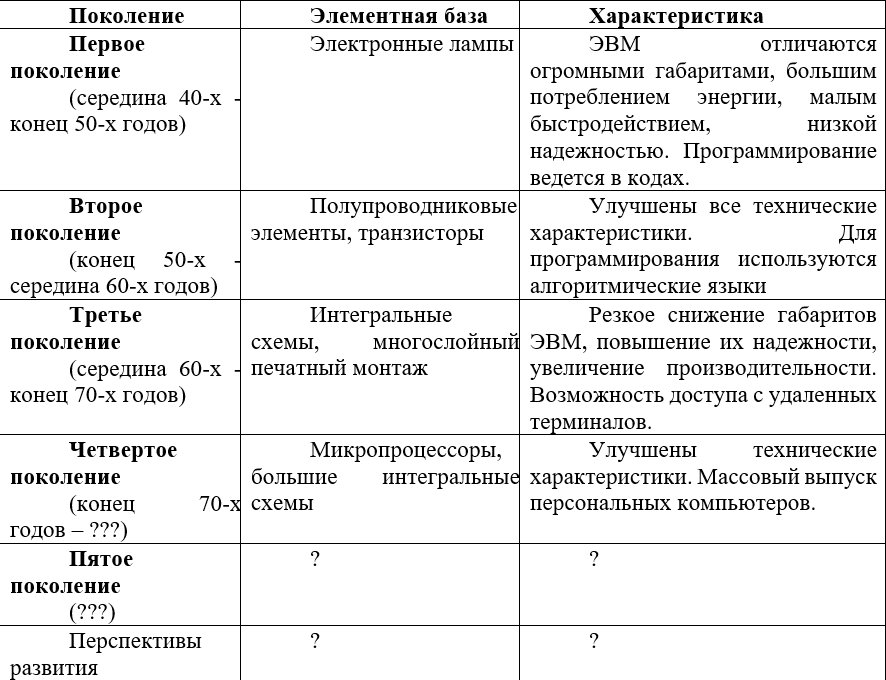 Поколение Элементная база Характеристика
Первое
поколение
(середина 40-х -
конец 50-х годов)
Электронные лампы
ЭВМ отличаются
огромными габаритами, большим
потреблением энергии, малым
быстродействием, низкой
надежностью. Программирование
ведется в кодах.
Второе
поколение
(конец 50-х -
середина 60-х годов)
Полупроводниковые
элементы, транзисторы
Улучшены все технические
характеристики. Для
программирования используются
алгоритмические языки
Третье
поколение
(середина 60-х -
конец 70-х годов)
Интегральные
схемы, многослойный
печатный монтаж
Резкое снижение габаритов
ЭВМ, повышение их надежности,
увеличение производительности.
Возможность доступа с удаленных
терминалов.
Четвертое
поколение
(конец 70-х
годов – ???)
Микропроцессоры,
большие интегральные
схемы
Улучшены технические
характеристики. Массовый выпуск
персональных компьютеров.
Пятое
поколение
(???)
?
?
Перспективы
развития
?
?